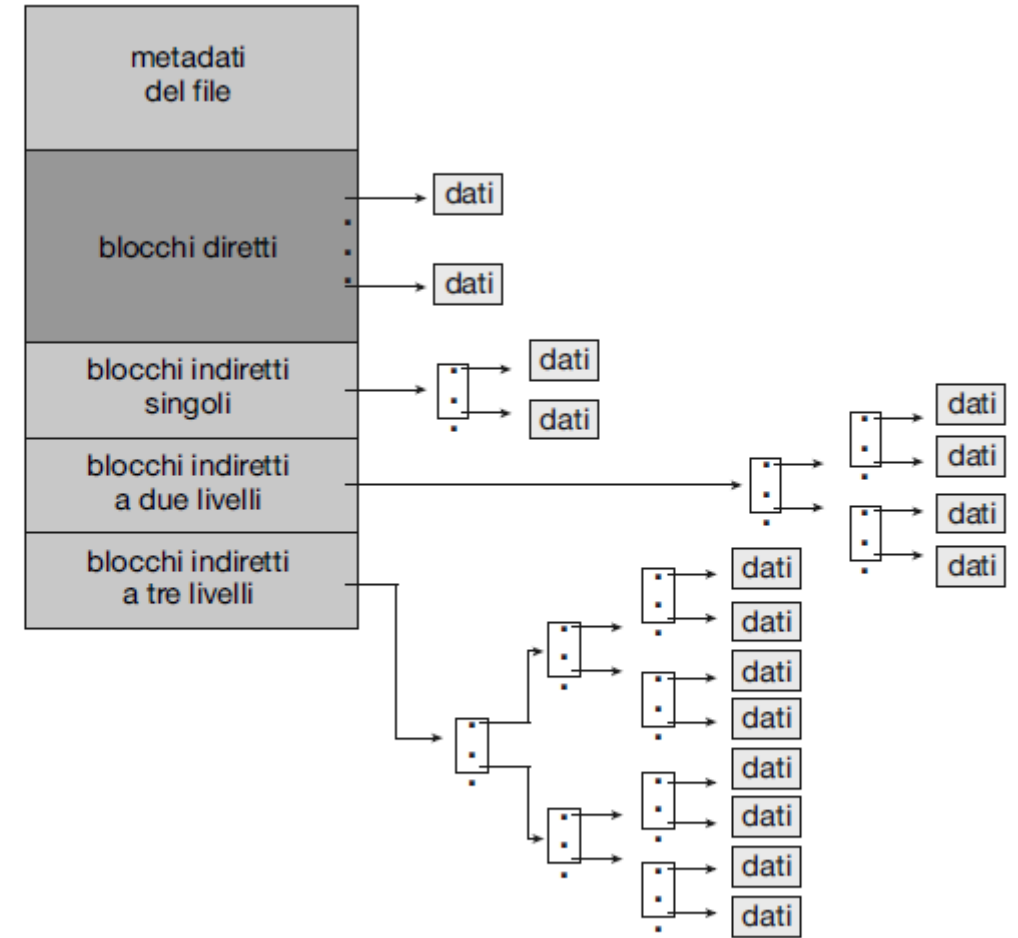 metadati
del file
blocchi diretti
dati
dati
blocchi indiretti
singoli
dati
dati
blocchi indiretti
a due livelli
dati
dati
dati
dati
blocchi indiretti
a tre livelli
dati
dati
dati
dati
dati
dati
dati
dati